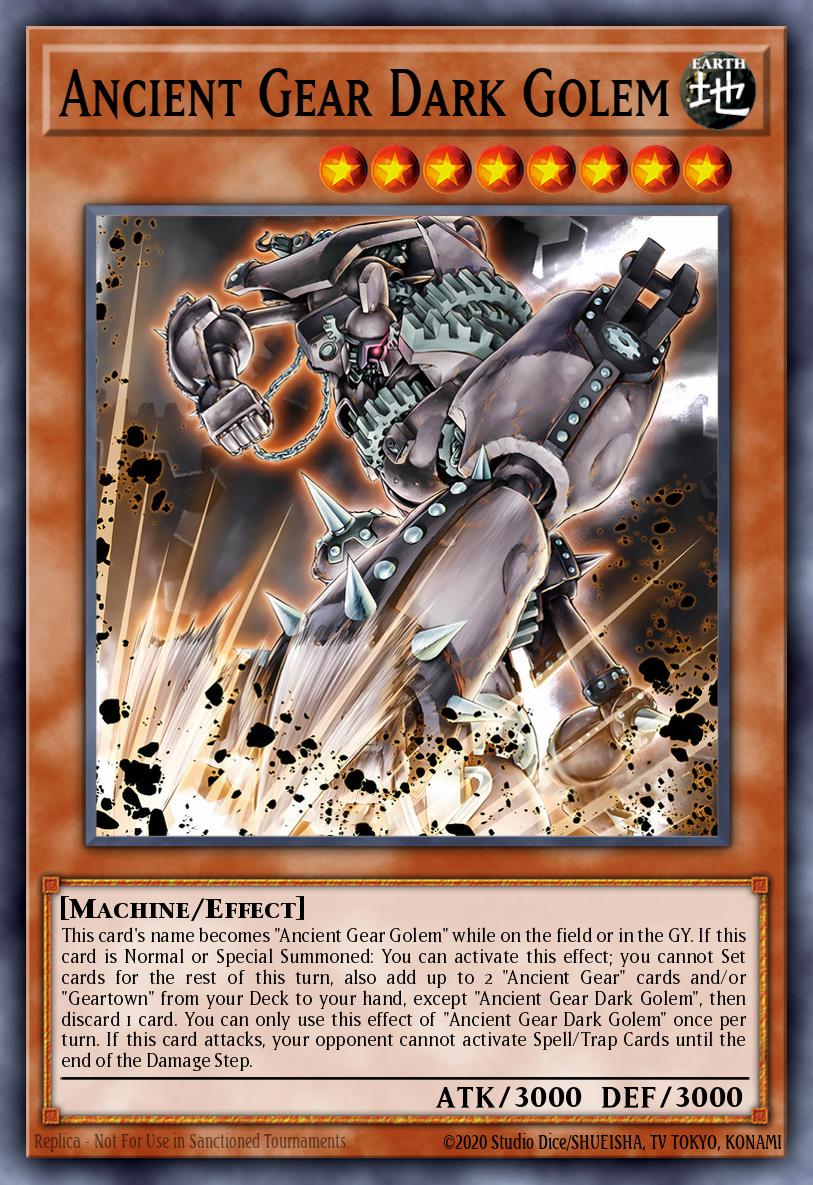 Ancient Gear Dark Golem
EARTH
地
[Machine/Effect]
This card's name becomes "Ancient Gear Golem" while on the field or in the GY. If this
card is Normal or Special Summoned: You can activate this effect; you cannot Set
cards for the rest of this turn, also add up to 2 "Ancient Gear" cards and/or
"Geartown" from your Deck to your hand, except "Ancient Gear Dark Golem", then
discard 1 card. You can only use this effect of "Ancient Gear Dark Golem" once per
turn. If this card attacks, your opponent cannot activate Spell/Trap Cards until the
end of the Damage Step.
ATK/3000 DEF/3000
Replica - Not For Use in Sanctioned Tournaments.
©2020 Studio Dice/SHUEISHA, TV TOKYO, KONAMI